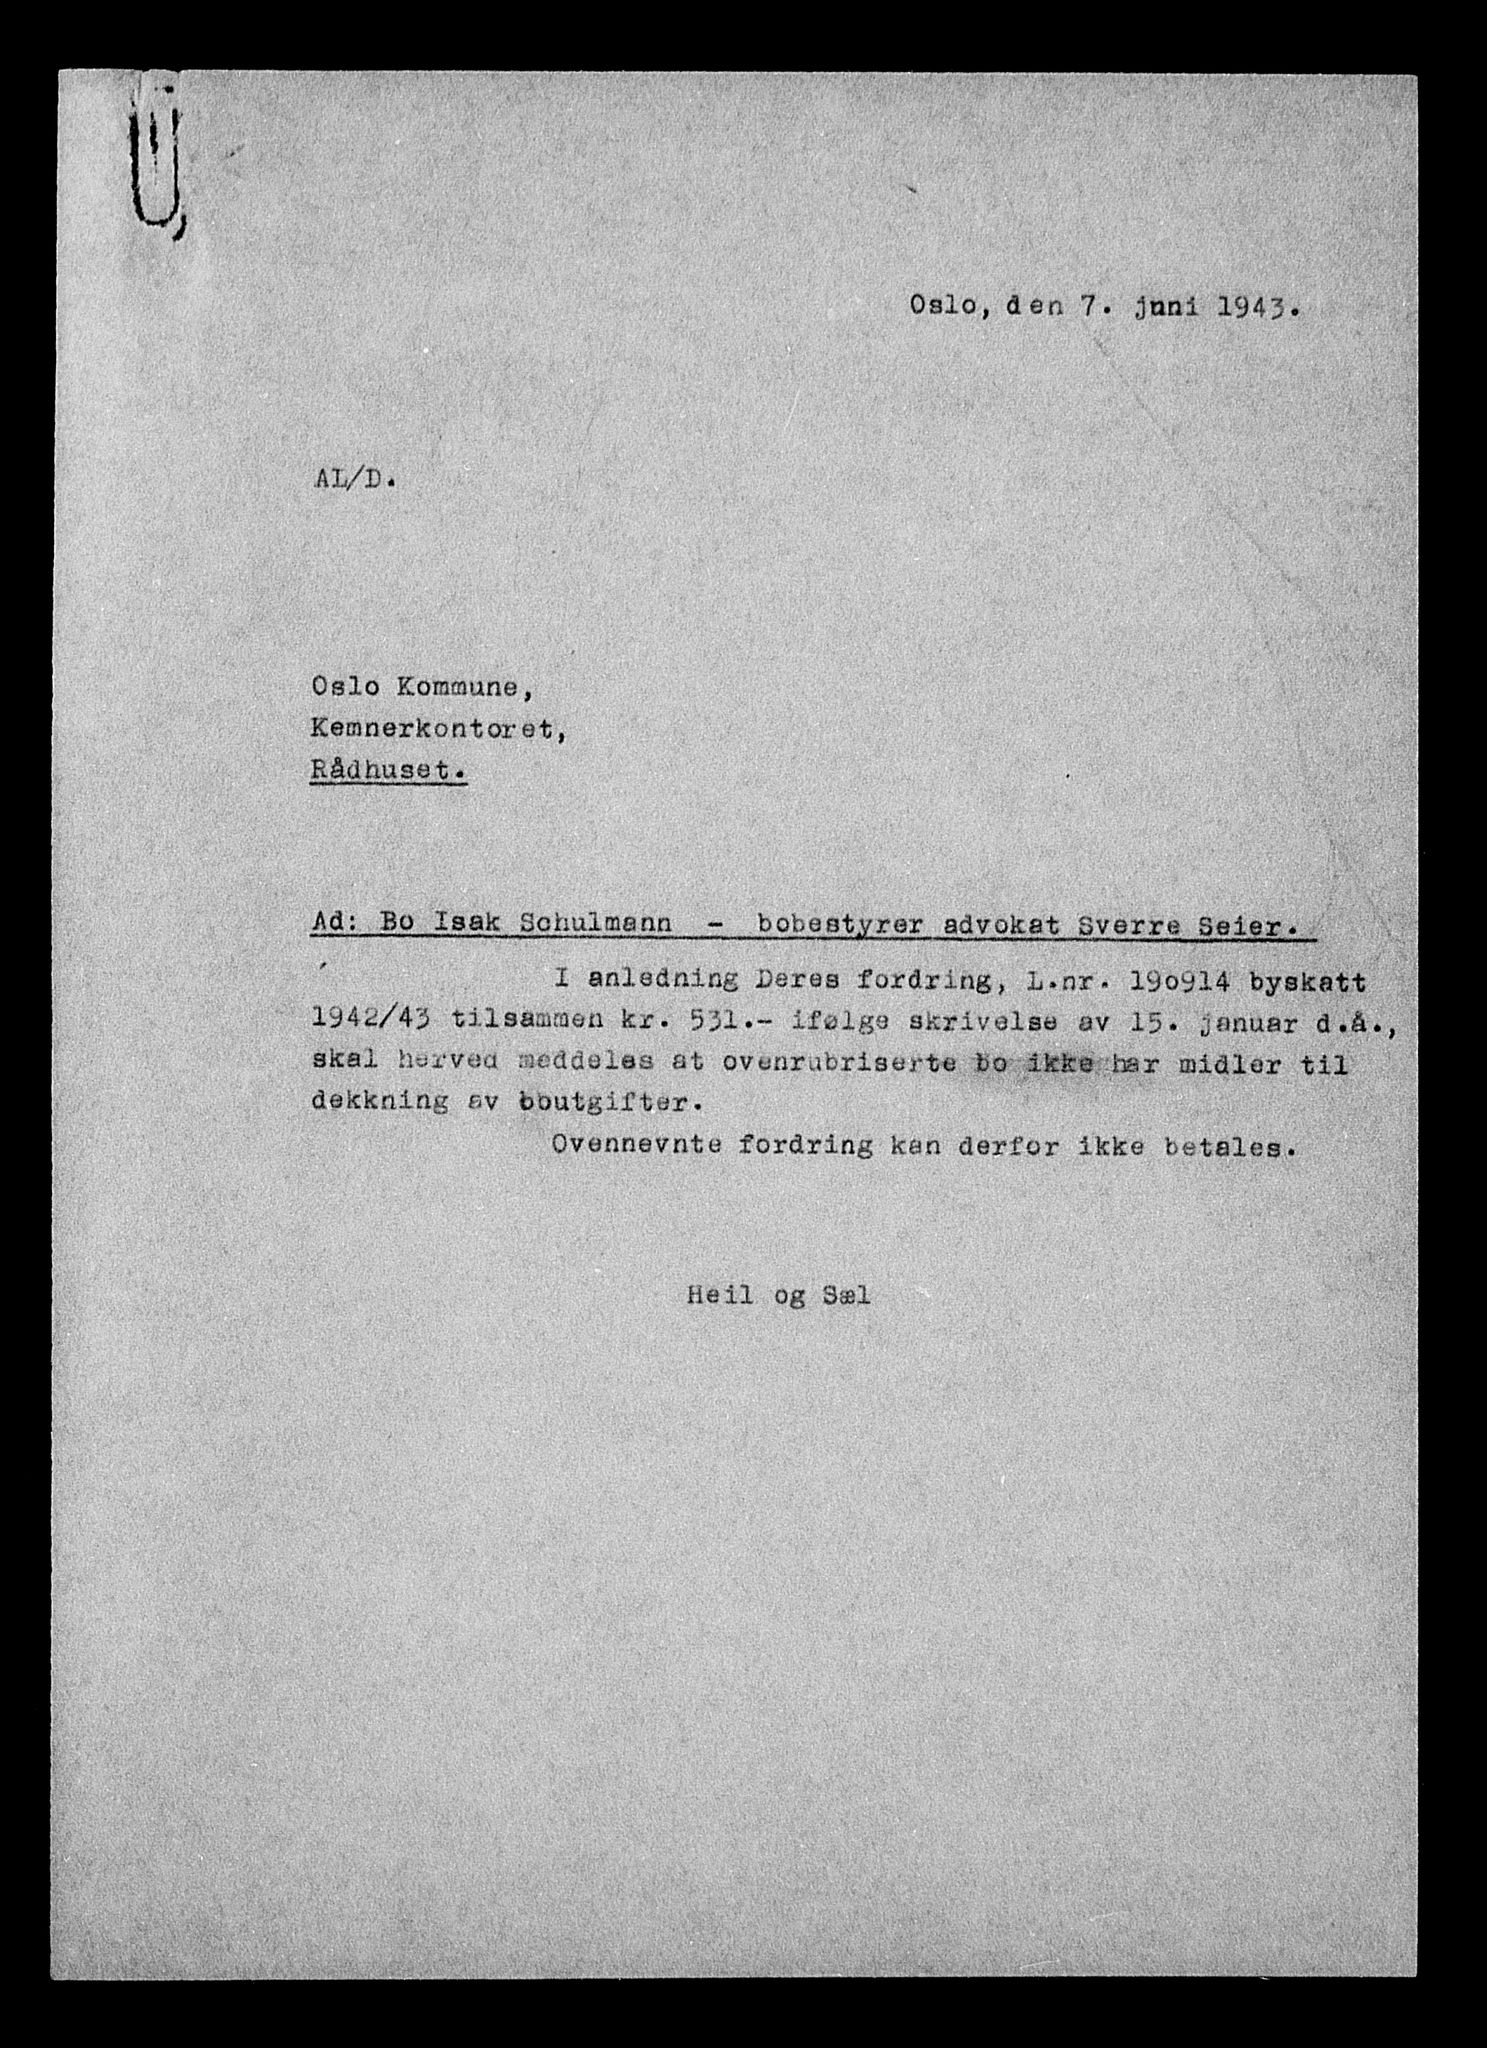 Oslo, den 7. juni 1943.
AL/D.
Oslo Kommune,
Kemnerkontoret,
Rådhuset.
Ad: Bo Isak Schulmann - bobestyrer advokat Sverre Seier.
I anledning Deres fordring, L.nr. 190914 byskatt
1942/43 tilsammen kr. 531.- ifølge skrivelse av 15. januar d.å.,
skal herved meddeles at ovenrubriserte bo ikke har midler til
dekkning av boutgifter.
Ovennevnte fordring kan derfor ikke betales.
Heil og Sæl